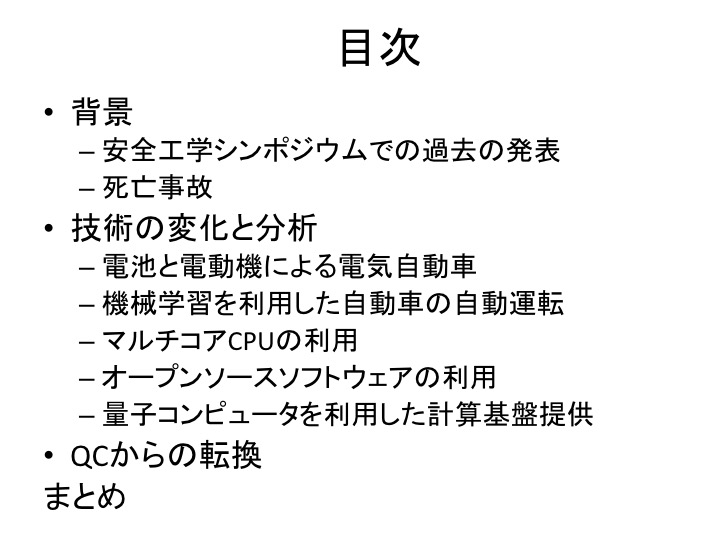 目次
• 背景
– 安全工学シンポジウムでの過去の発表
– 死亡事故
• 技術の変化と分析
– 電池と電動機による電気自動車
– 機械学習を利用した自動車の自動運転
– マルチコアCPUの利用
– オープンソースソフトウェアの利用
– 量子コンピュータを利用した計算基盤提供
• QCからの転換
まとめ